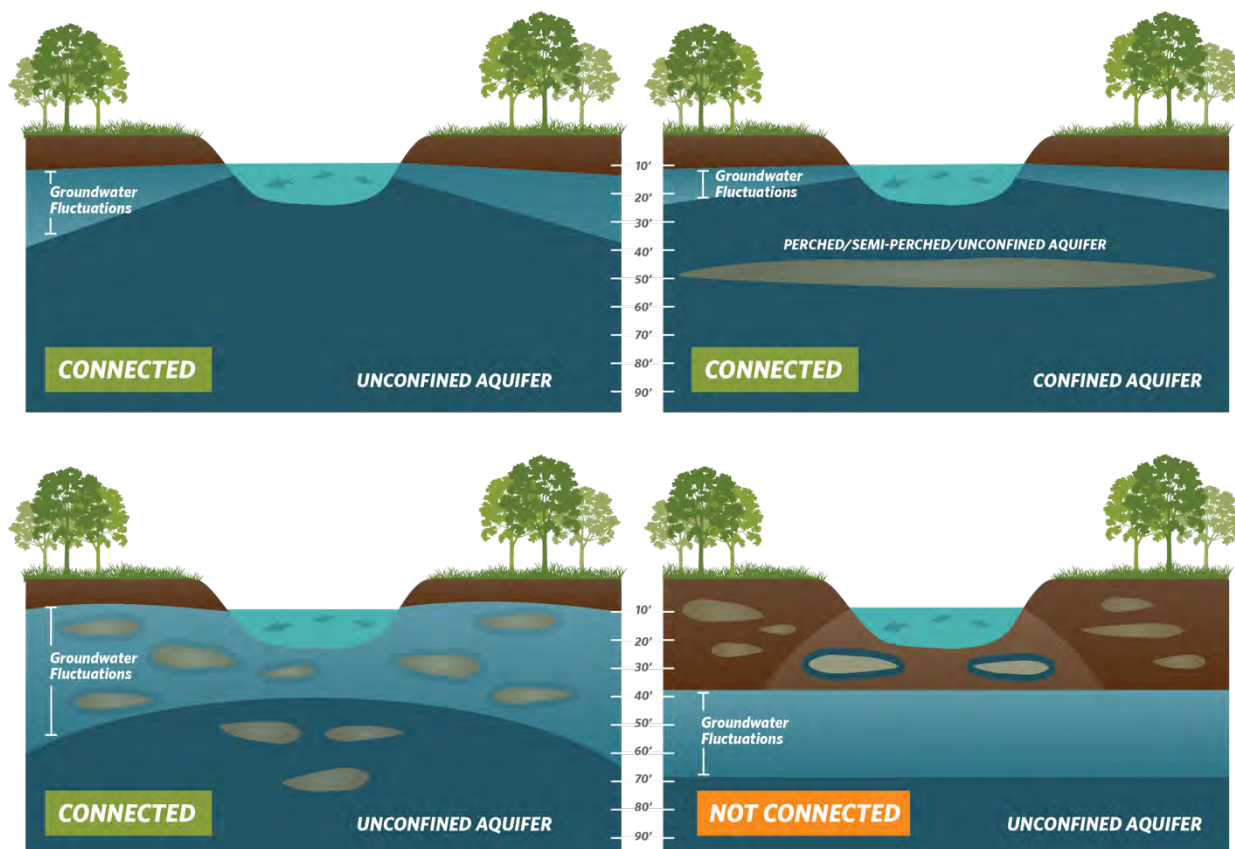 Groundwater
Fluctuations
CONNECTED
UNCONFINED AQUIFER
10'
20'
30'
40'
50'
60'
70'
80'
90'
Groundwater
Fluctuations
PERCHED/SEMI-PERCHED/UNCONFINED AQUIFER
CONNECTED
CONFINED AQUIFER
Groundwater
Fluctuations
CONNECTED
UNCONFINED AQUIFER
10'
20'
30'
40'
50'
60'
70'
80'
90'
Groundwater
Fluctuations
NOT CONNECTED
UNCONFINED AQUIFER